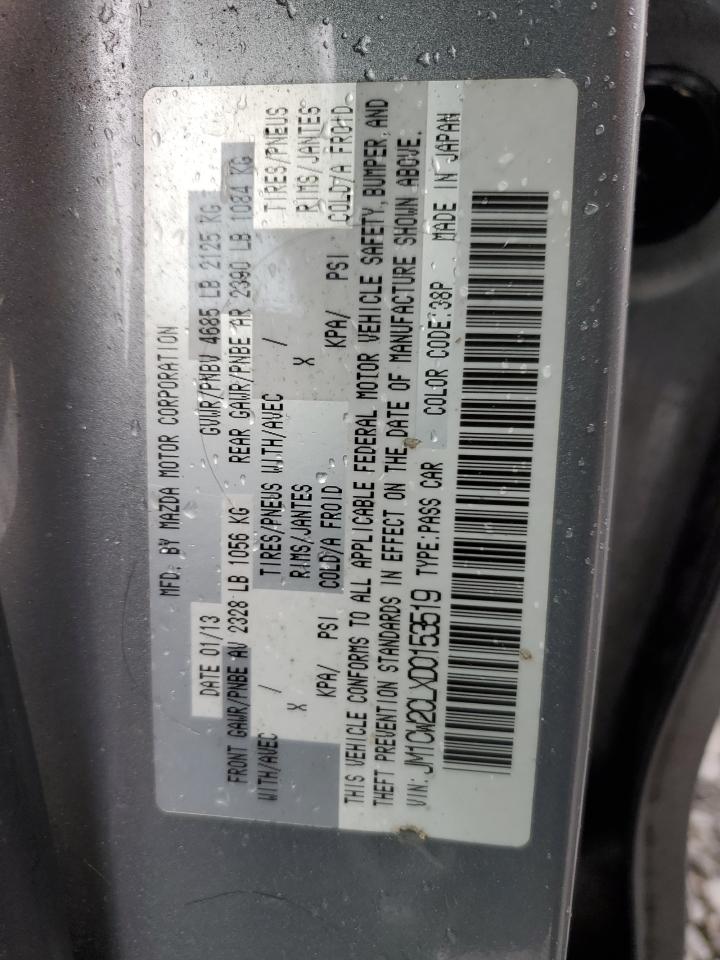 MFD. BY MAZDA MOTOR CORPORATION
DATE 01/13 GVWR/PNBV 4685 LB 2125 KG
FRONT GAWR/PNBE AV 2328 LB 1056 KG REAR GAWR/PNBE AR 2390 LB 1084 KG
WITH/AVEC / TIRES/PNEUS WITH/AVEC / TIRES/PNEUS
X RIMS/JANTES X RIMS/JANTES
KPA/ PSI COLD/A FROID KPA/ PSI COLD/A FROID
THIS VEHICLE CONFORMS TO ALL APPLICABLE FEDERAL MOTOR VEHICLE SAFETY, BUMPER, AND
THEFT PREVENTION STANDARDS IN EFFECT ON THE DATE OF MANUFACTURE SHOWN ABOVE.
VIN: JM1CW2CLXD0153519 TYPE:PASS CAR COLOR CODE:38P MADE IN JAPAN